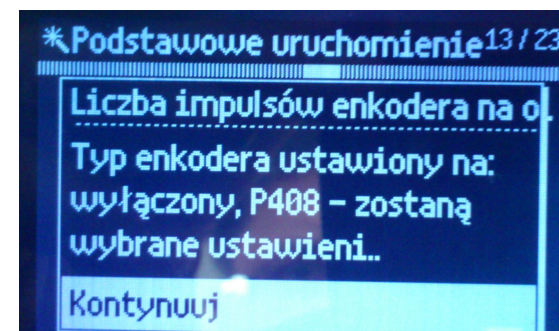 Podstawowe uruchomienie 13/23
Liczba impulsów enkodera na o.
Typ enkodera ustawiony na:
wyłączony, P408 – zostaną
wybrane ustawieni..
Kontynuuj